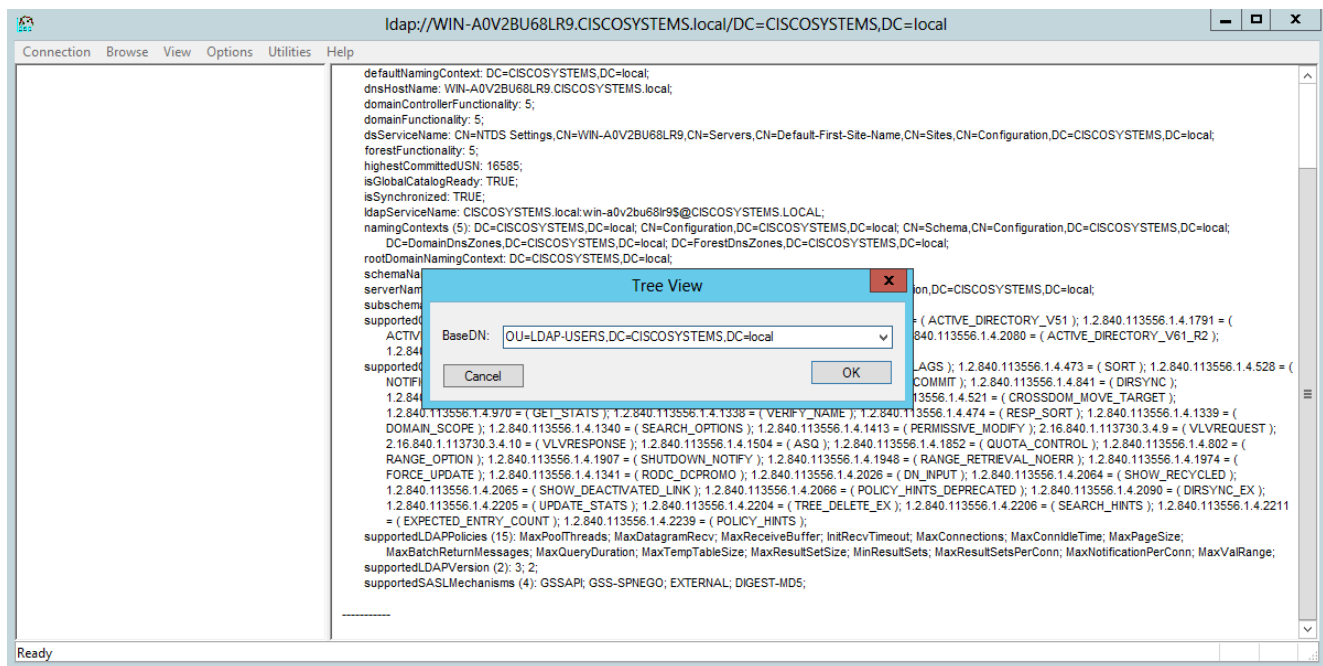 ldap://WIN-A0V2BU68LR9.CISCOSYSTEMS.local/DC=CISCOSYSTEMS,DC=local
Connection Browse View Options Utilities Help
defaultNamingContext: DC=CISCOSYSTEMS,DC=local;
dnsHostName: WIN-A0V2BU68LR9.CISCOSYSTEMS.local;
domainControllerFunctionality: 5;
domainFunctionality: 5;
dsServiceName: CN=NTDS Settings,CN=WIN-A0V2BU68LR9,CN=Servers,CN=Default-First-Site-Name,CN=Sites,CN=Configuration,DC=CISCOSYSTEMS,DC=local;
forestFunctionality: 5;
highestCommittedUSN: 16585;
isGlobalCatalogReady: TRUE;
isSynchronized: TRUE;
ldapServiceName: CISCOSYSTEMS.local:win-a0v2bu68lr9$@CISCOSYSTEMS.LOCAL;
namingContexts (5): DC=CISCOSYSTEMS,DC=local; CN=Configuration,DC=CISCOSYSTEMS,DC=local; CN=Schema,CN=Configuration,DC=CISCOSYSTEMS,DC=local;
DC=DomainDnsZones,DC=CISCOSYSTEMS,DC=local; DC=ForestDnsZones,DC=CISCOSYSTEMS,DC=local;
rootDomainNamingContext: DC=CISCOSYSTEMS,DC=local;
schemaNa
serverNam ion,DC=CISCOSYSTEMS,DC=local;
subschem
supported = ( ACTIVE_DIRECTORY_V51 ); 1.2.840.113556.1.4.1791 = (
ACTIV 840.113556.1.4.2080 = ( ACTIVE_DIRECTORY_V61_R2 );
1.2.840
supported LAGS ); 1.2.840.113556.1.4.473 = ( SORT ); 1.2.840.113556.1.4.528 = (
NOTIF COMMIT ); 1.2.840.113556.1.4.841 = ( DIRSYNC );
1.2.84 13556.1.4.521 = ( CROSSDOM_MOVE_TARGET );
Tree View
BaseDN: OU=LDAP-USERS,DC=CISCOSYSTEMS,DC=local
Cancel OK
1.2.840.113556.1.4.970 = ( GET_STATS ); 1.2.840.113556.1.4.1338 = ( VERIFY_NAME ); 1.2.840.113556.1.4.474 = ( RESP_SORT ); 1.2.840.113556.1.4.1339 = (
DOMAIN_SCOPE ); 1.2.840.113556.1.4.1340 = ( SEARCH_OPTIONS ); 1.2.840.113556.1.4.1413 = ( PERMISSIVE_MODIFY ); 2.16.840.1.113730.3.4.9 = ( VLVREQUEST );
2.16.840.1.113730.3.4.10 = ( VLVRESPONSE ); 1.2.840.113556.1.4.1504 = ( ASQ ); 1.2.840.113556.1.4.1852 = ( QUOTA_CONTROL ); 1.2.840.113556.1.4.802 = (
RANGE_OPTION ); 1.2.840.113556.1.4.1907 = ( SHUTDOWN_NOTIFY ); 1.2.840.113556.1.4.1948 = ( RANGE_RETRIEVAL_NOERR ); 1.2.840.113556.1.4.1974 = (
FORCE_UPDATE ); 1.2.840.113556.1.4.1341 = ( RODC_DCPROMO ); 1.2.840.113556.1.4.2026 = ( DN_INPUT ); 1.2.840.113556.1.4.2064 = ( SHOW_RECYCLED );
1.2.840.113556.1.4.2065 = ( SHOW_DEACTIVATED_LINK ); 1.2.840.113556.1.4.2066 = ( POLICY_HINTS_DEPRECATED ); 1.2.840.113556.1.4.2090 = ( DIRSYNC_EX );
1.2.840.113556.1.4.2205 = ( UPDATE_STATS ); 1.2.840.113556.1.4.2204 = ( TREE_DELETE_EX ); 1.2.840.113556.1.4.2206 = ( SEARCH_HINTS ); 1.2.840.113556.1.4.2211
= ( EXPECTED_ENTRY_COUNT ); 1.2.840.113556.1.4.2239 = ( POLICY_HINTS );
supportedLDAPPolicies (15): MaxPoolThreads; MaxDatagramRecv; MaxReceiveBuffer; InitRecvTimeout; MaxConnections; MaxConnIdleTime; MaxPageSize;
MaxBatchReturnMessages; MaxQueryDuration; MaxTempTableSize; MaxResultSetSize; MinResultSets; MaxResultSetsPerConn; MaxNotificationPerConn; MaxValRange;
supportedLDAPVersion (2): 3; 2;
supportedSASLMechanisms (4): GSSAPI; GSS-SPNEGO; EXTERNAL; DIGEST-MD5;
-----------
Ready